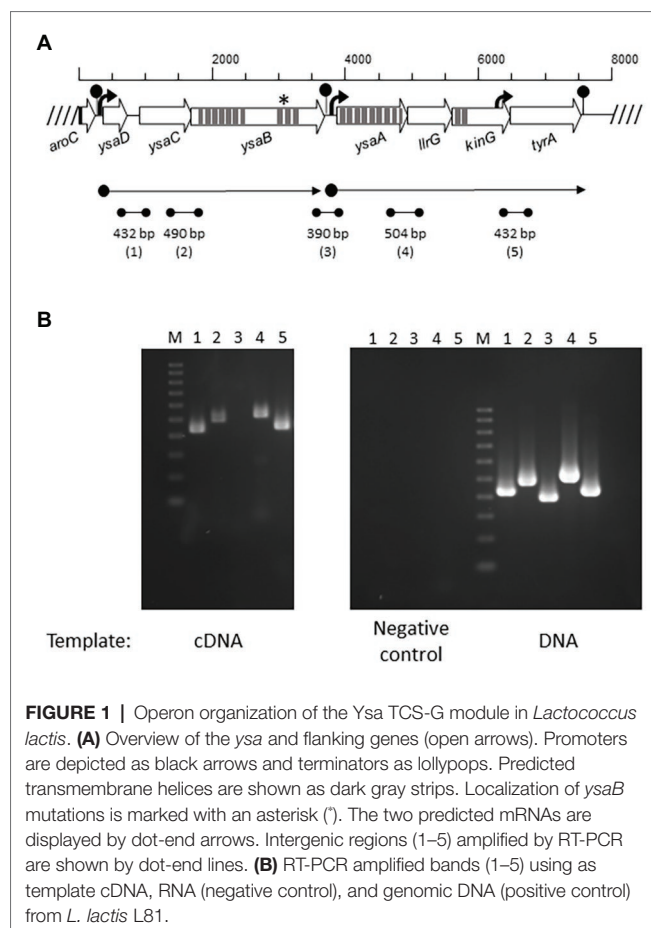 A
2000 4000 6000 8000
*
aroC ysaD ysaC ysaB ysaA llrG kinG tyrA
432 bp 490 bp 390 bp 504 bp 432 bp
(1) (2) (3) (4) (5)
B
M 1 2 3 4 5 1 2 3 4 5 M 1 2 3 4 5
Template: cDNA Negative control DNA
FIGURE 1 | Operon organization of the Ysa TCS-G module in Lactococcus
lactis. (A) Overview of the ysa and flanking genes (open arrows). Promoters
are depicted as black arrows and terminators as lollypops. Predicted
transmembrane helices are shown as dark gray strips. Localization of ysaB
mutations is marked with an asterisk (*). The two predicted mRNAs are
displayed by dot-end arrows. Intergenic regions (1–5) amplified by RT-PCR
are shown by dot-end lines. (B) RT-PCR amplified bands (1–5) using as
template cDNA, RNA (negative control), and genomic DNA (positive control)
from L. lactis L81.